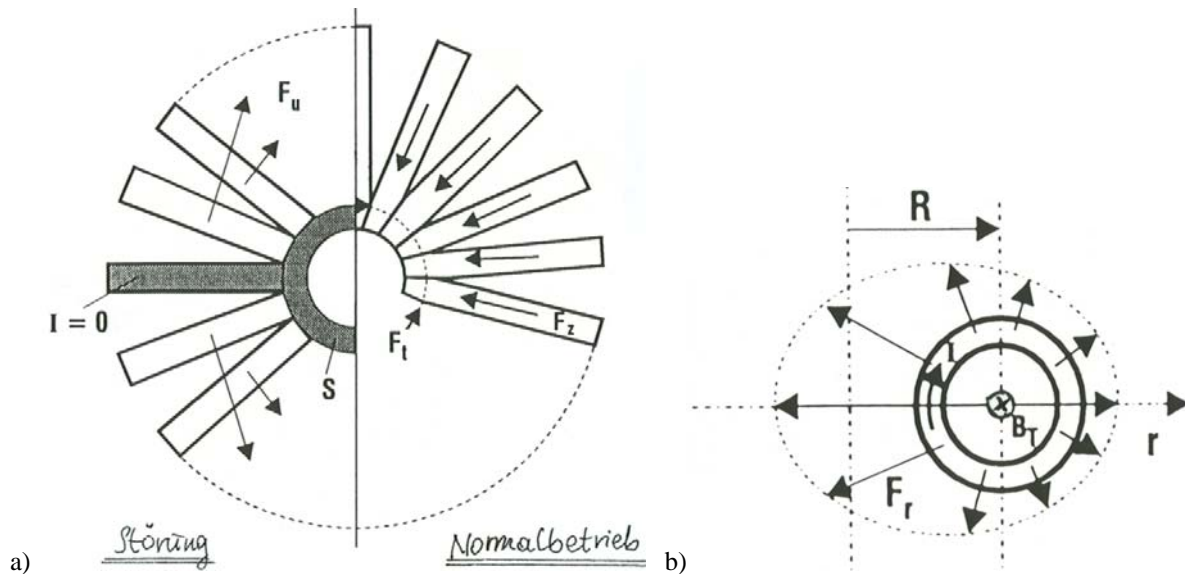 F_u
I = 0
S
F_t
F_z
a)
Störung
Normalbetrieb
R
I
B_T
r
F_r
b)